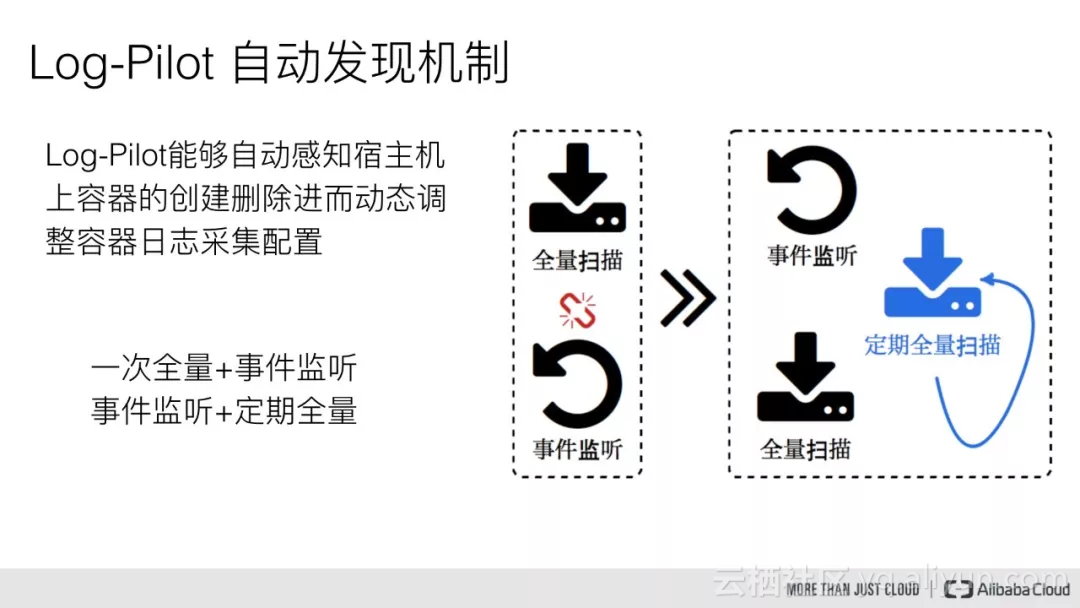 Log-Pilot 自动发现机制
Log-Pilot能够自动感知宿主机
上容器的创建删除进而动态调
整容器日志采集配置
一次全量+事件监听
事件监听+定期全量
全量扫描
事件监听
事件监听
定期全量扫描
全量扫描
云栖社区 yq.aliyun.com
MORE THAN JUST CLOUD
Alibaba Cloud